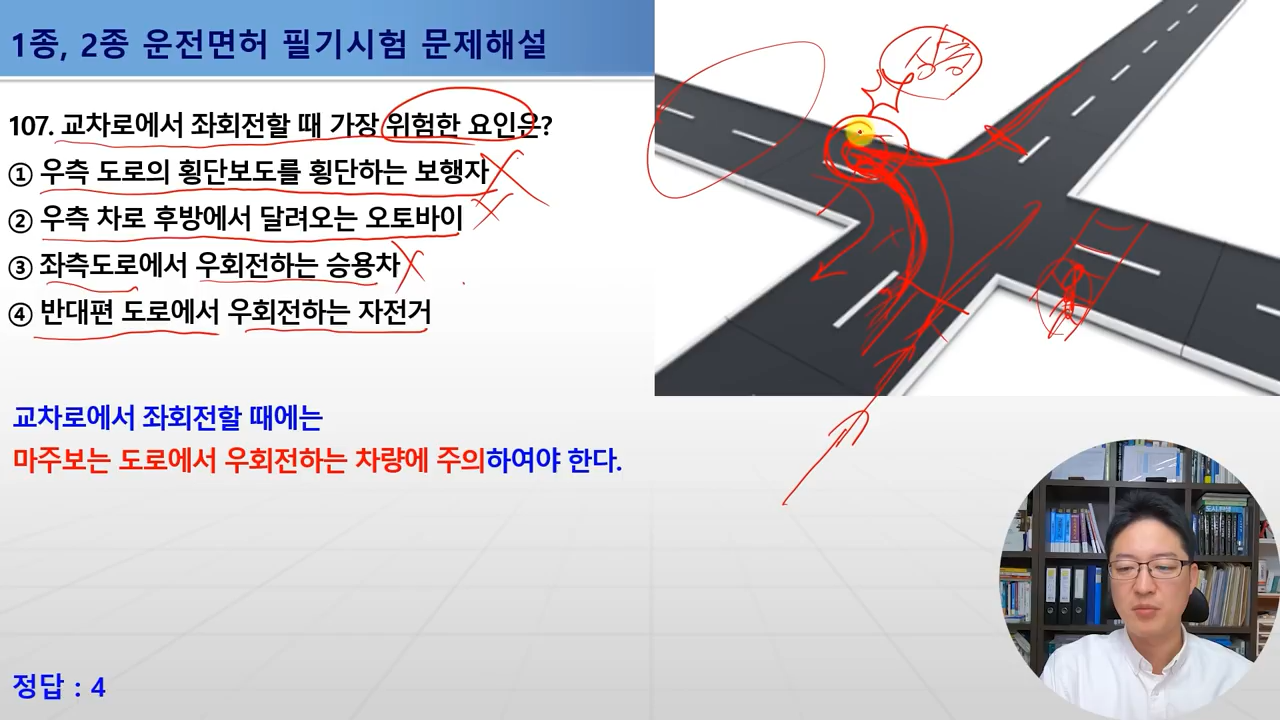 1종, 2종 운전면허 필기시험 문제해설
107. 교차로에서 좌회전할 때 가장 위험한 요인은?
① 우측 도로의 횡단보도를 횡단하는 보행자
② 우측 차로 후방에서 달려오는 오토바이
③ 좌측도로에서 우회전하는 승용차
④ 반대편 도로에서 우회전하는 자전거
교차로에서 좌회전할 때에는
마주보는 도로에서 우회전하는 차량에 주의하여야 한다.
정답 : 4